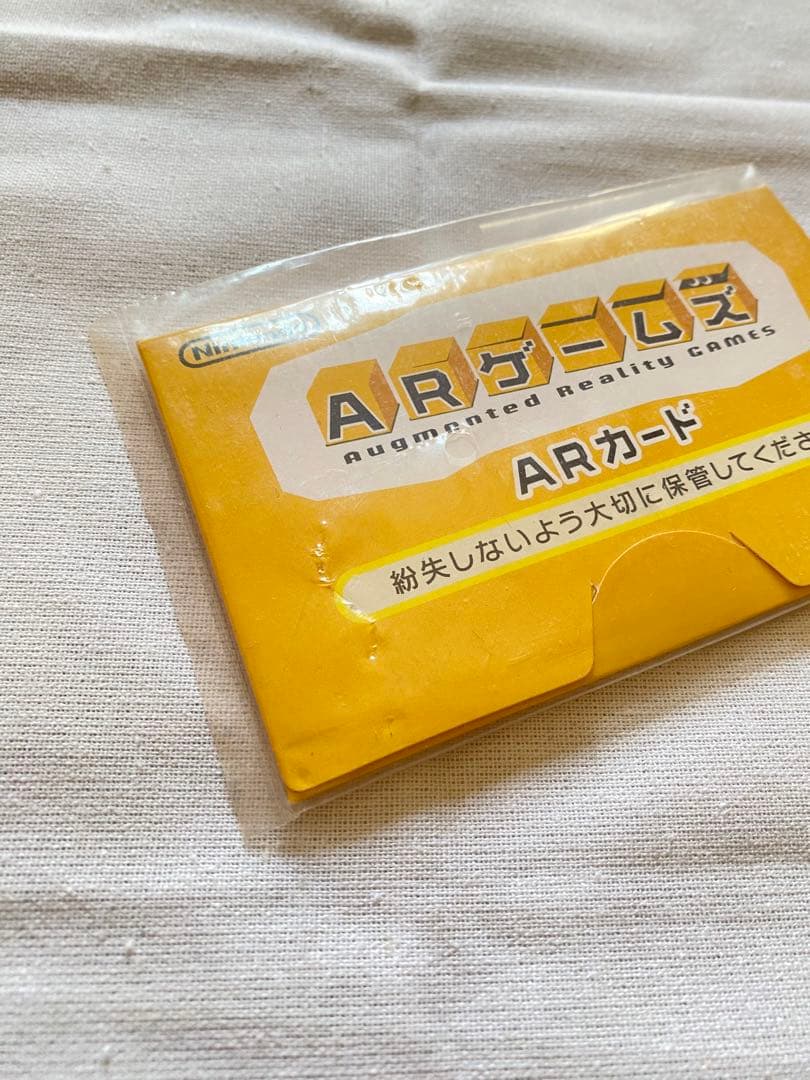 Nintendo
ARゲームズ
Augmented Reality GAMES
ARカード
紛失しないよう大切に保管してくださ